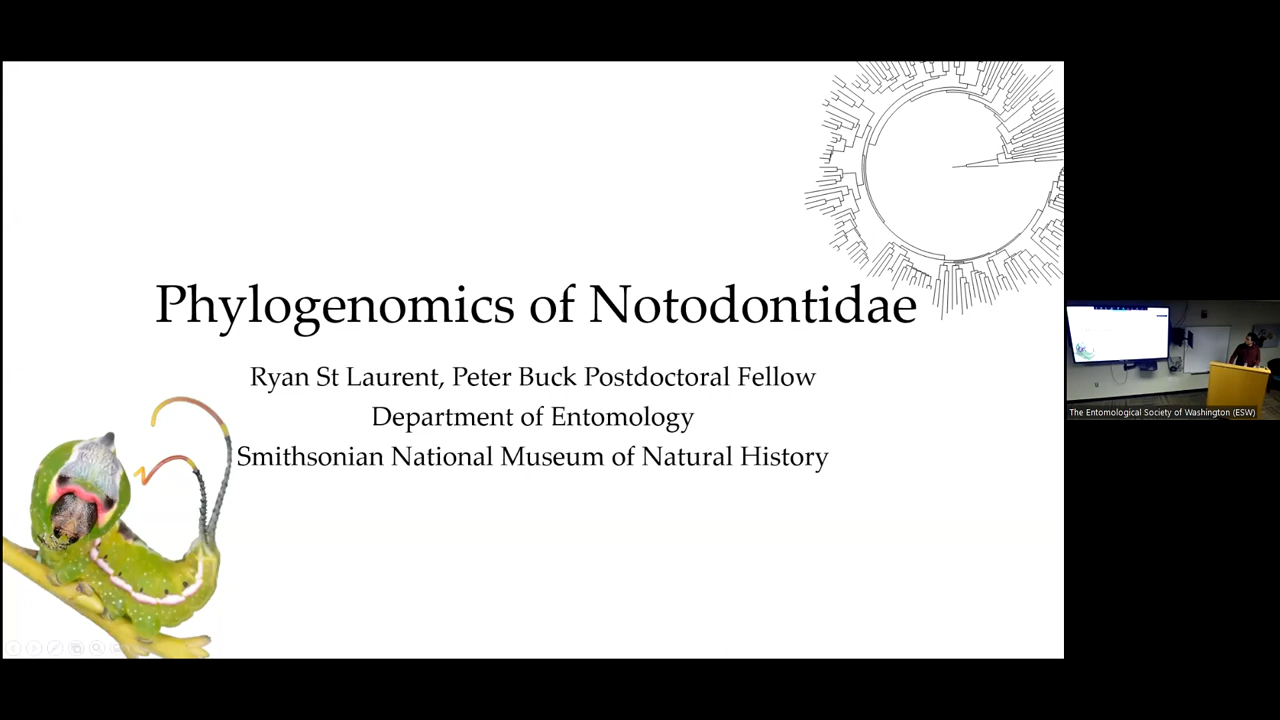 Phylogenomics of Notodontidae
Ryan St Laurent, Peter Buck Postdoctoral Fellow
Department of Entomology
Smithsonian National Museum of Natural History
The Entomological Society of Washington (ESW)